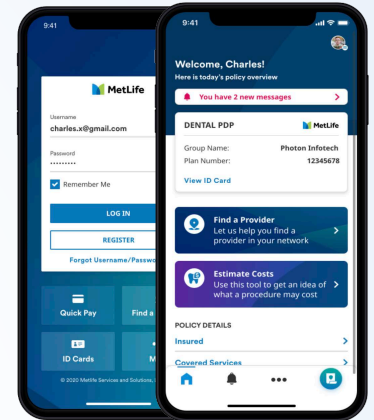 9:41
MetLife
Username
charles.x@gmail.com
Password
Remember Me
LOG IN
REGISTER
Forgot Username/Passwo
Quick Pay
Find a
ID Cards
M
© 2020 Metlife Services and Solutions,
9:41
Welcome, Charles!
Here is today's policy overview
You have 2 new messages
DENTAL PDP
MetLife
Group Name: Photon Infotech
Plan Number: 12345678
View ID Card
Find a Provider
Let us help you find a
provider in your network
Estimate Costs
Use this tool to get an idea of
what a procedure may cost
POLICY DETAILS
Insured
Covered Services